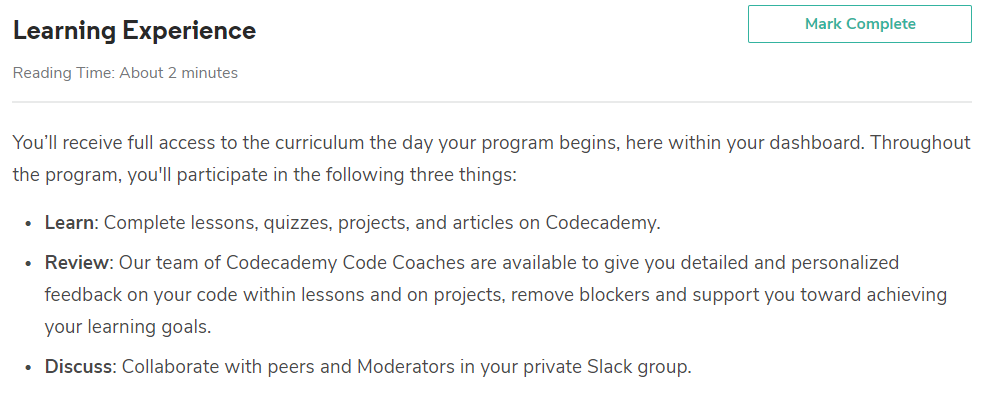 Learning Experience
Mark Complete
Reading Time: About 2 minutes
You’ll receive full access to the curriculum the day your program begins, here within your dashboard. Throughout
the program, you'll participate in the following three things:
• Learn: Complete lessons, quizzes, projects, and articles on Codecademy.
• Review: Our team of Codecademy Code Coaches are available to give you detailed and personalized
feedback on your code within lessons and on projects, remove blockers and support you toward achieving
your learning goals.
• Discuss: Collaborate with peers and Moderators in your private Slack group.